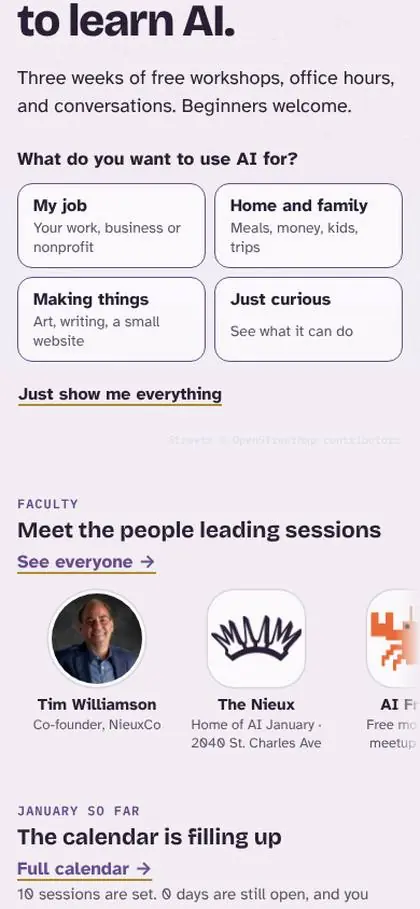 to learn AI.
Three weeks of free workshops, office hours,
and conversations. Beginners welcome.
What do you want to use AI for?
My job
Your work, business or
nonprofit
Home and family
Meals, money, kids,
trips
Making things
Art, writing, a small
website
Just curious
See what it can do
Just show me everything
Streets © OpenStreetMap contributors
FACULTY
Meet the people leading sessions
See everyone →
Tim Williamson
Co-founder, NieuxCo
The Nieux
Home of AI January ·
2040 St. Charles Ave
AI
Free
meetup
JANUARY SO FAR
The calendar is filling up
Full calendar →
10 sessions are set. 0 days are still open, and you